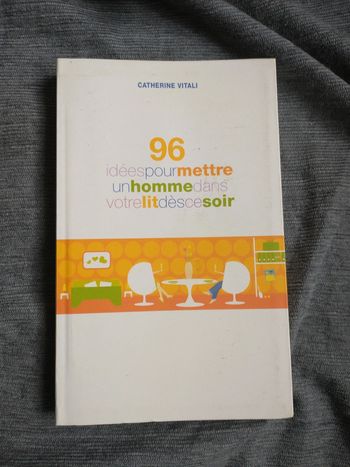 CATHERINE VITALI
96
idéespourmettre
unhommedans
votrelitdèscesoir